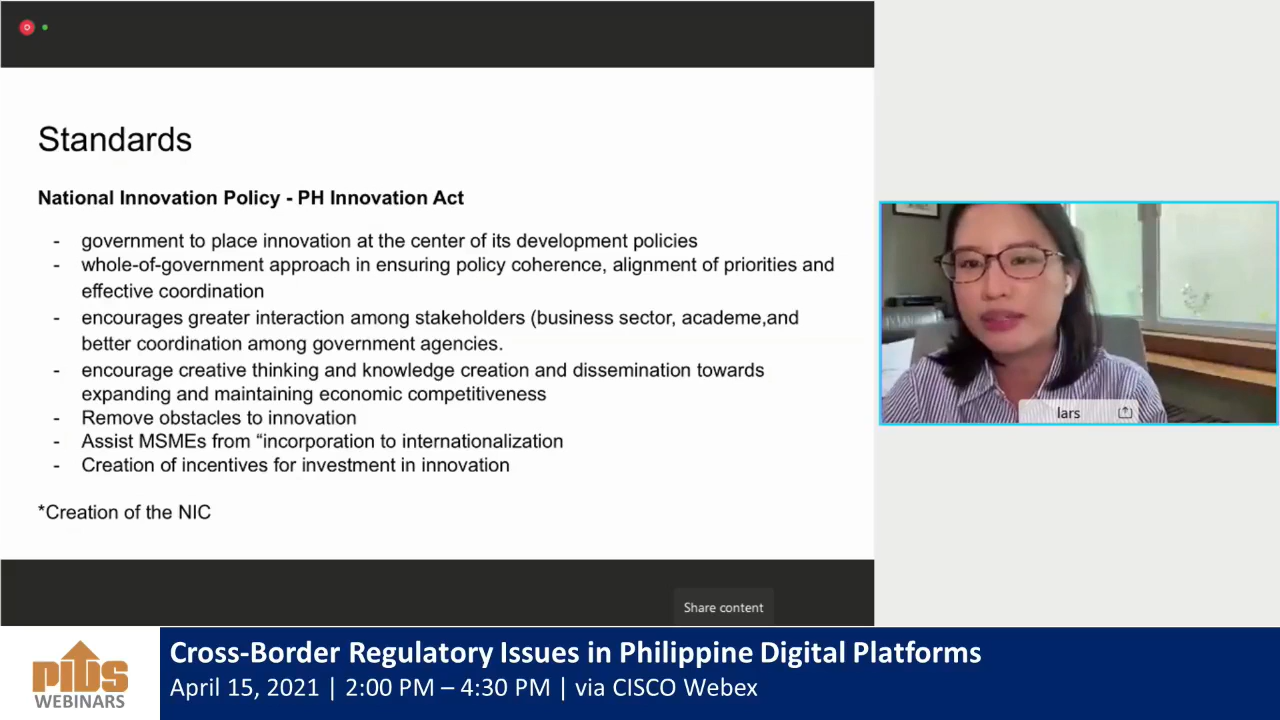 Standards
National Innovation Policy - PH Innovation Act
- government to place innovation at the center of its development policies
- whole-of-government approach in ensuring policy coherence, alignment of priorities and
effective coordination
- encourages greater interaction among stakeholders (business sector, academe,and
better coordination among government agencies.
- encourage creative thinking and knowledge creation and dissemination towards
expanding and maintaining economic competitiveness
- Remove obstacles to innovation
- Assist MSMEs from “incorporation to internationalization
- Creation of incentives for investment in innovation
*Creation of the NIC
lars
Share content
PIDS
WEBINARS
Cross-Border Regulatory Issues in Philippine Digital Platforms
April 15, 2021 | 2:00 PM – 4:30 PM | via CISCO Webex